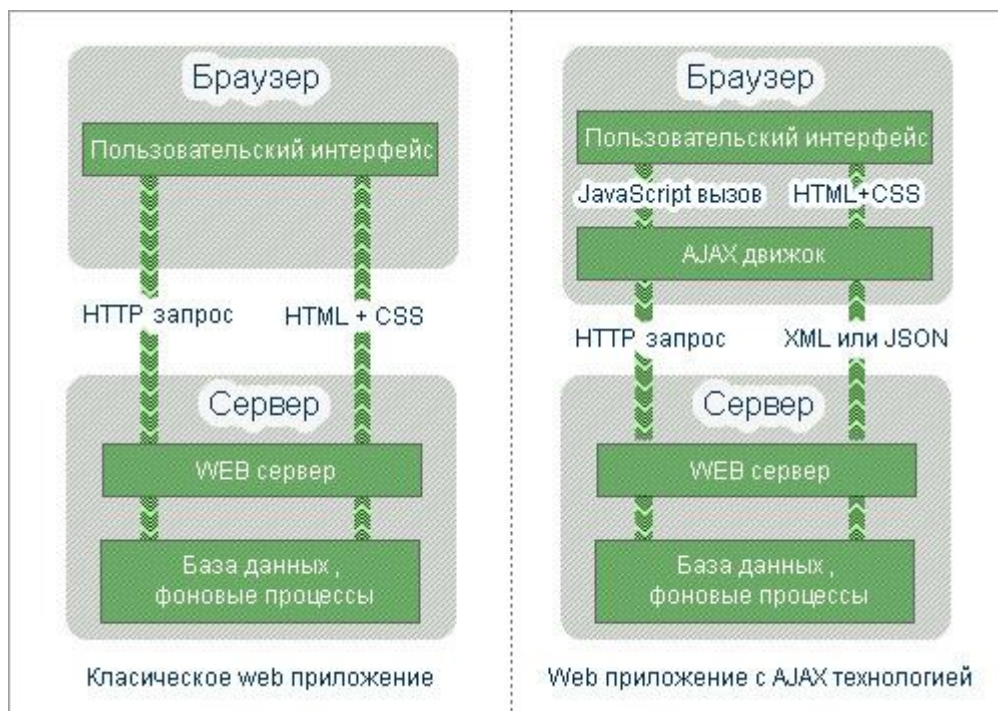 Браузер
Пользовательский интерфейс
HTTP запрос
HTML + CSS
Сервер
WEB сервер
База данных ,
фоновые процессы
Класическое web приложение
Браузер
Пользовательский интерфейс
JavaScript вызов
HTML+CSS
AJAX движок
HTTP запрос
XML или JSON
Сервер
WEB сервер
База данных ,
фоновые процессы
Web приложение с AJAX технологией